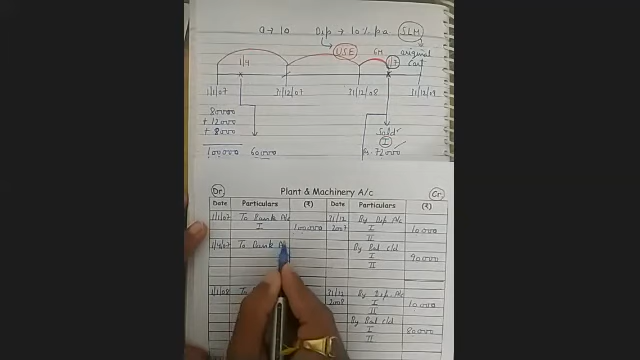 Q → 10 Dep → 10% pa SLM
USE 6M original
1/4 1/7 Cost
1/1/07 31/12/07 31/12/08 31/12/09
80000
+ 12000
+ 8000
100000 60000
Sold
I
72000
Dr. Plant & Machinery A/c Cr.
Date Particulars (₹) Date Particulars (₹)
1/1/07 To Bank A/c 31/12 By Dep. A/c
I 100000 2007 I 10000
II
1/4/07 To Bank A/c By Bal c/d
I 90000
II
1/1/08 To 31/12 By Dep. A/c
2008 I 10000
II
By Bal c/d
I 80000
II